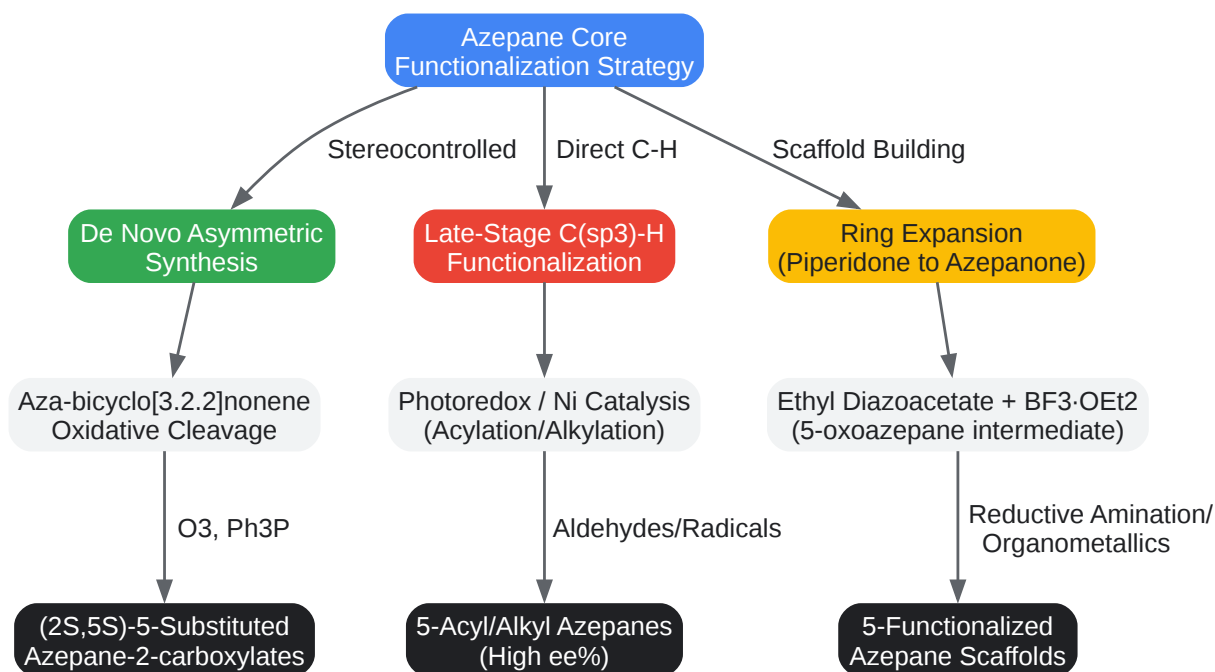 Azepane Core
Functionalization Strategy
Stereocontrolled
Direct C-H
Scaffold Building
De Novo Asymmetric
Synthesis
Late-Stage C(sp3)-H
Functionalization
Ring Expansion
(Piperidone to Azepanone)
Aza-bicyclo[3.2.2]nonene
Oxidative Cleavage
Photoredox / Ni Catalysis
(Acylation/Alkylation)
Ethyl Diazoacetate + BF3·OEt2
(5-oxoazepane intermediate)
O3, Ph3P
Aldehydes/Radicals
Reductive Amination/
Organometallics
(2S,5S)-5-Substituted
Azepane-2-carboxylates
5-Acyl/Alkyl Azepanes
(High ee%)
5-Functionalized
Azepane Scaffolds